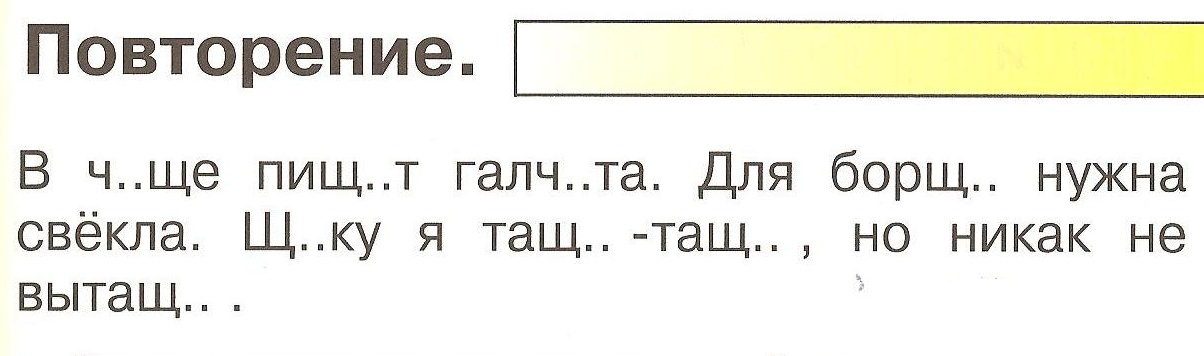 Повторение.
В ч..ще пищ..т галч..та. Для борщ.. нужна
свёкла. Щ..ку я тащ.. -тащ.. , но никак не
вытащ.. .